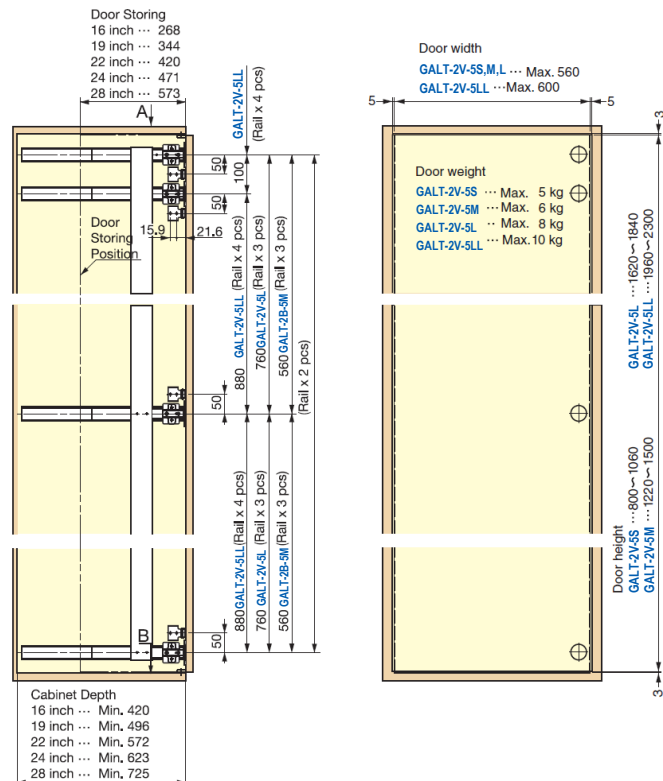 Door Storing
16 inch ··· 268
19 inch ··· 344
22 inch ··· 420
24 inch ··· 471
28 inch ··· 573
A
GALT-2V-5LL
(Rail x 4 pcs)
50
100
50
15.9
21.6
Door
Storing
Position
880 GALT-2V-5LL (Rail x 4 pcs)
760 GALT-2V-5L (Rail x 3 pcs)
560 GALT-2B-5M (Rail x 3 pcs)
(Rail x 2 pcs)
50
880 GALT-2V-5LL (Rail x 4 pcs)
760 GALT-2V-5L (Rail x 3 pcs)
560 GALT-2B-5M (Rail x 3 pcs)
50
B
Cabinet Depth
16 inch ··· Min. 420
19 inch ··· Min. 496
22 inch ··· Min. 572
24 inch ··· Min. 623
28 inch ··· Min. 725
Door width
GALT-2V-5S,M,L ··· Max. 560
GALT-2V-5LL ···Max. 600
5
5
3
Door weight
GALT-2V-5S ··· Max. 5 kg
GALT-2V-5M ·· Max. 6 kg
GALT-2V-5L ·· Max. 8 kg
GALT-2V-5LL ··· Max.10 kg
GALT-2V-5L ···1620~1840
GALT-2V-5LL ···1960~2300
Door height
GALT-2V-5S ···800~1060
GALT-2V-5M ···1220~1500
3